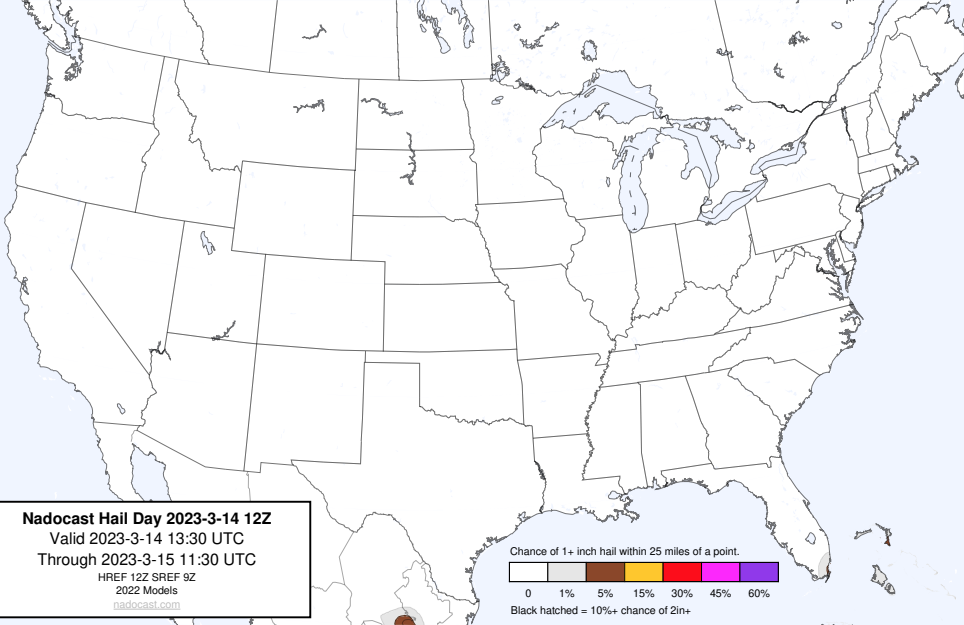 Nadocast Hail Day 2023-3-14 12Z
Valid 2023-3-14 13:30 UTC
Through 2023-3-15 11:30 UTC
HREF 12Z SREF 9Z
2022 Models
nadocast.com
Chance of 1+ inch hail within 25 miles of a point.
0 1% 5% 15% 30% 45% 60%
Black hatched = 10%+ chance of 2in+